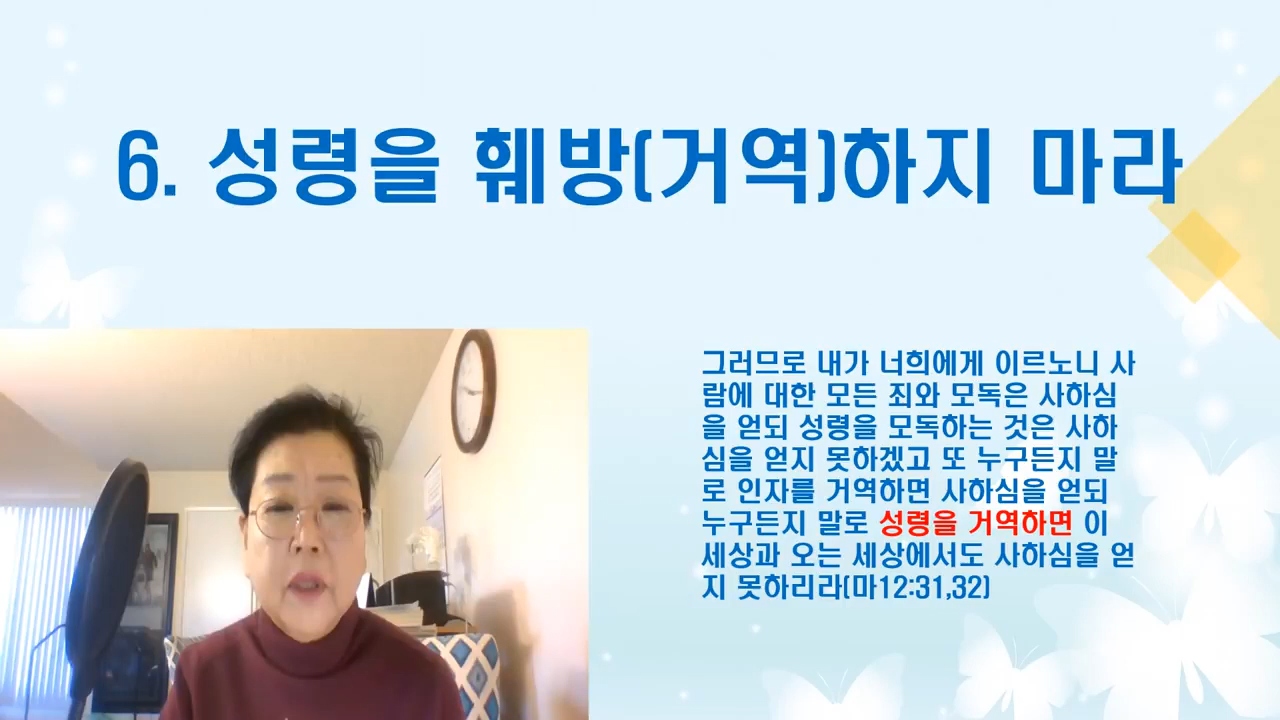 6. 성령을 훼방(거역)하지 마라
그러므로 내가 너희에게 이르노니 사
람에 대한 모든 죄와 모독은 사하심
을 얻되 성령을 모독하는 것은 사하
심을 얻지 못하겠고 또 누구든지 말
로 인자를 거역하면 사하심을 얻되
누구든지 말로 성령을 거역하면 이
세상과 오는 세상에서도 사하심을 얻
지 못하리라(마12:31,32)